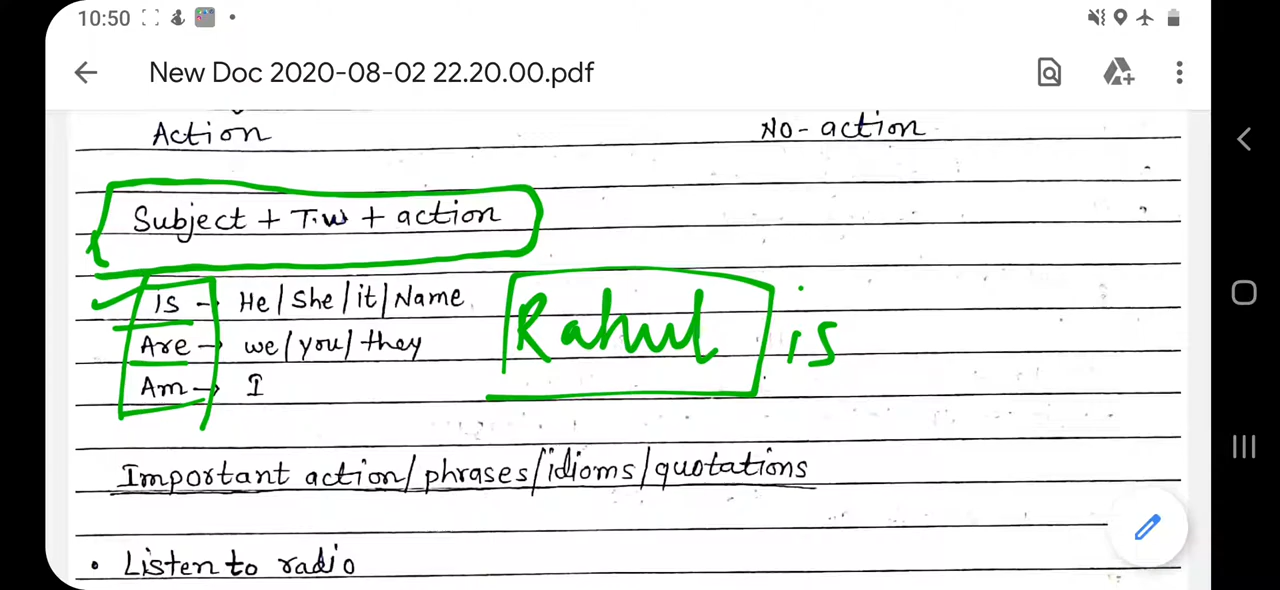 10:50
New Doc 2020-08-02 22.20.00.pdf
Action No-action
Subject + T.W + action
Is → He/She/it/Name
Are → we/you/they
Am → I
Rahul is
Important action/phrases/idioms/quotations
• Listen to radio